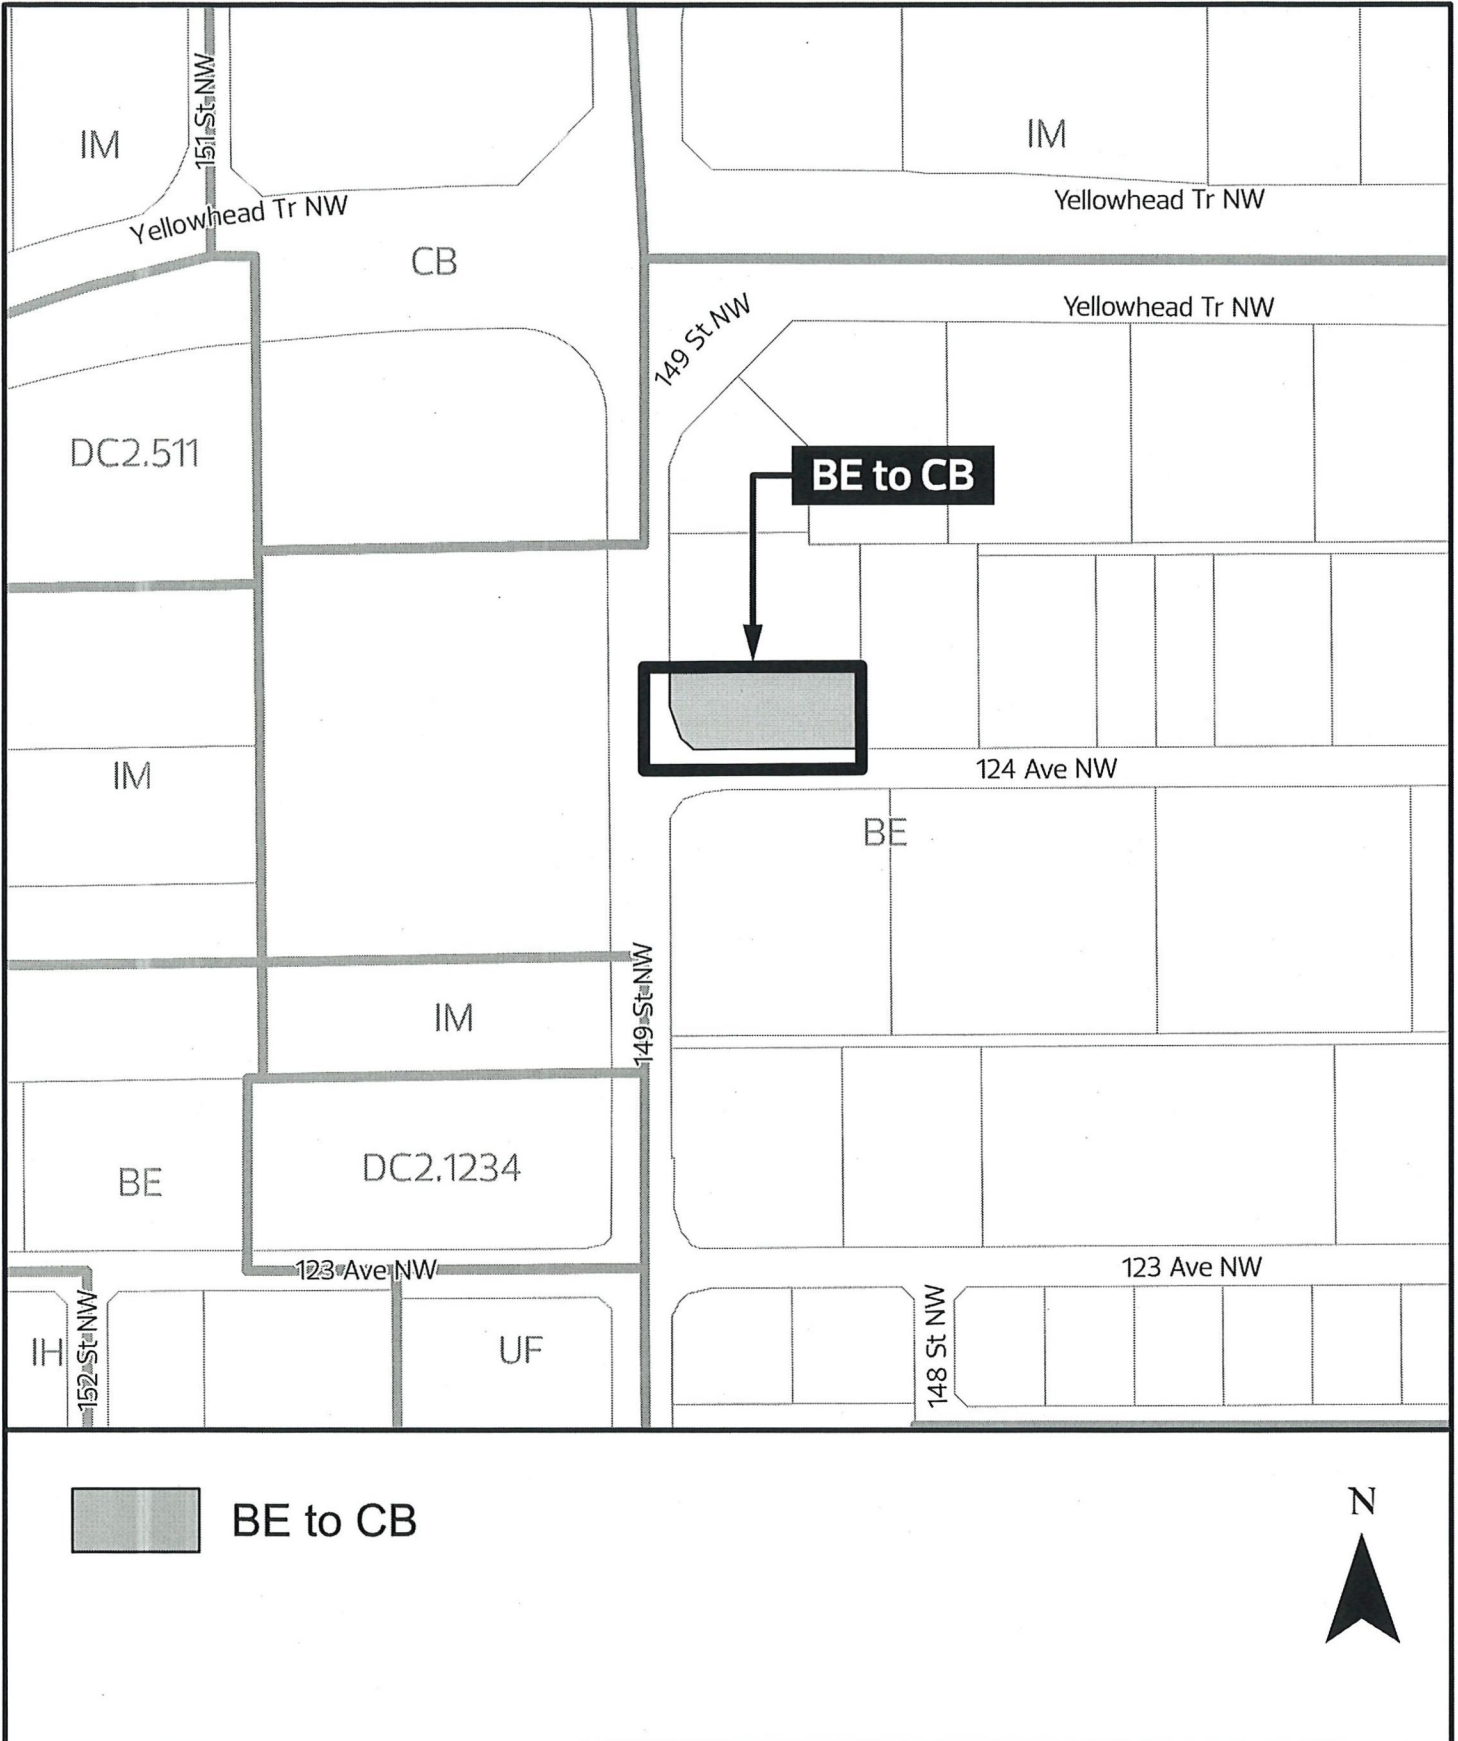 151 St NW
IM
IM
Yellowhead Tr NW
Yellowhead Tr NW
CB
Yellowhead Tr NW
149 St NW
DC2.511
BE to CB
IM
124 Ave NW
BE
149 St NW
IM
DC2.1234
BE
123 Ave NW
123 Ave NW
IH
152 St NW
UF
148 St NW
BE to CB
N